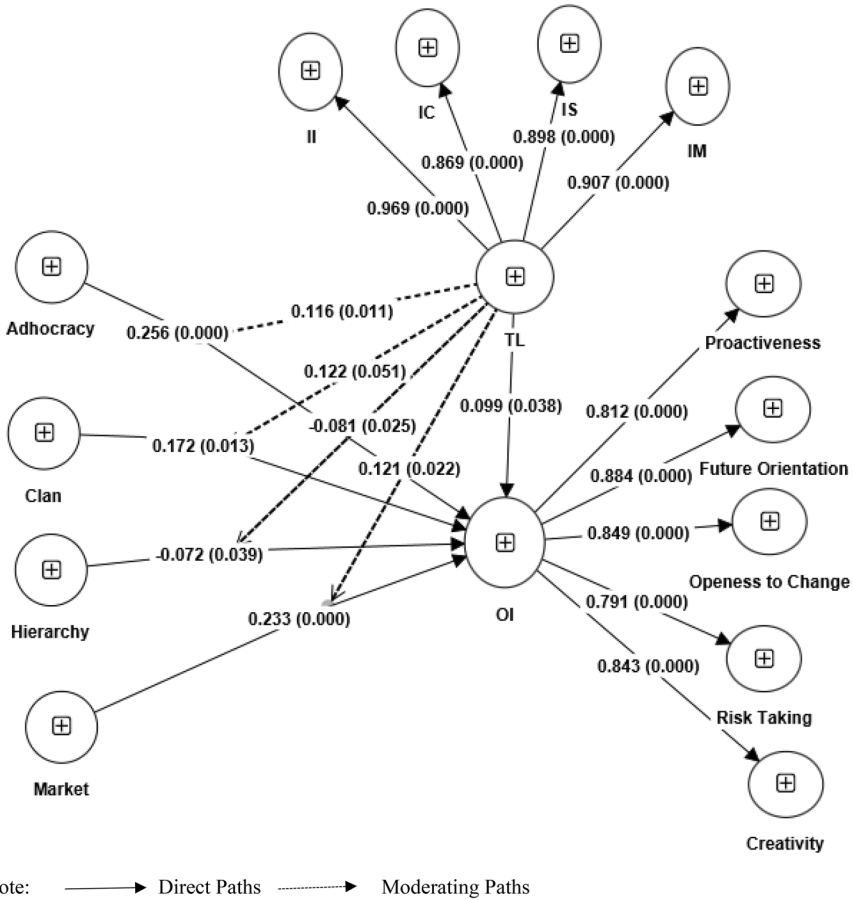 IC
IS
II
IM
0.898 (0.000)
0.869 (0.000)
0.907 (0.000)
0.969 (0.000)
Adhocracy
0.256 (0.000)
0.116 (0.011)
TL
Proactiveness
0.122 (0.051)
0.099 (0.038)
0.812 (0.000)
-0.081 (0.025)
Clan
0.172 (0.013)
0.121 (0.022)
0.884 (0.000)
Future Orientation
0.849 (0.000)
-0.072 (0.039)
Openess to Change
Hierarchy
OI
0.791 (0.000)
0.233 (0.000)
0.843 (0.000)
Risk Taking
Market
Creativity
ote: Direct Paths Moderating Paths